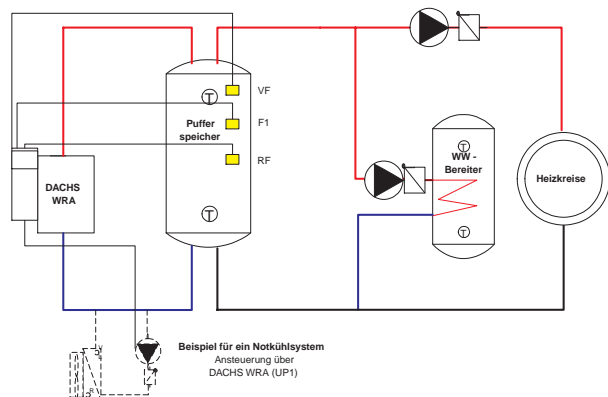 VF
Puffer
speicher
F1
RF
DACHS
WRA
WW -
Bereiter
Heizkreise
T
T
T
T
Beispiel für ein Notkühlsystem
Ansteuerung über
DACHS WRA (UP1)
V
R